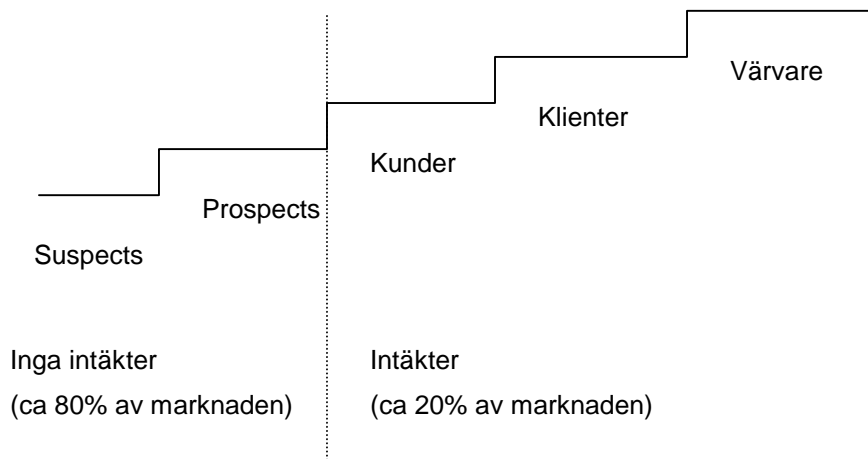 Värvare
Klienter
Kunder
Prospects
Suspects
Inga intäkter
(ca 80% av marknaden)
Intäkter
(ca 20% av marknaden)